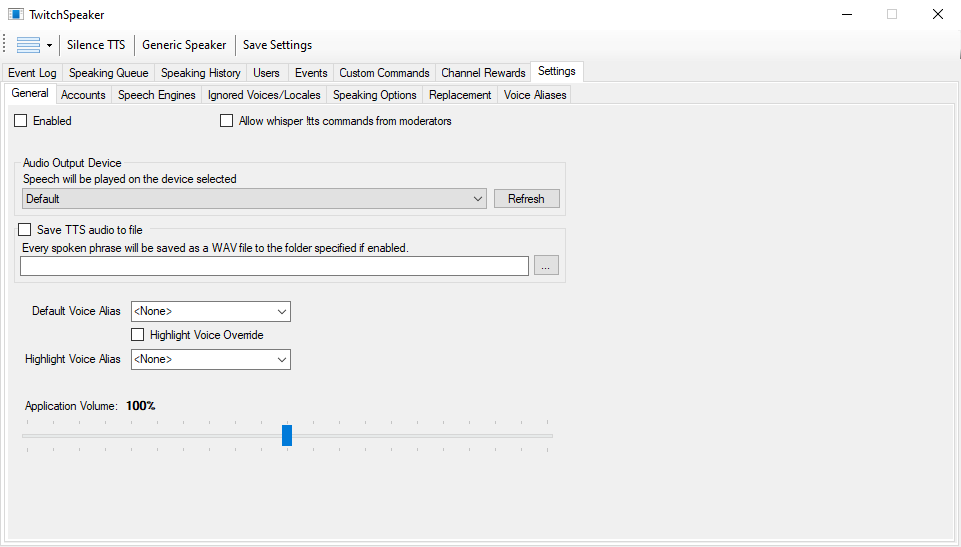 TwitchSpeaker
Silence TTS Generic Speaker Save Settings
Event Log Speaking Queue Speaking History Users Events Custom Commands Channel Rewards Settings
General Accounts Speech Engines Ignored Voices/Locales Speaking Options Replacement Voice Aliases
Enabled Allow whisper !tts commands from moderators
Audio Output Device
Speech will be played on the device selected
Default Refresh
Save TTS audio to file
Every spoken phrase will be saved as a WAV file to the folder specified if enabled.
...
Default Voice Alias <None>
Highlight Voice Override
Highlight Voice Alias <None>
Application Volume: 100%